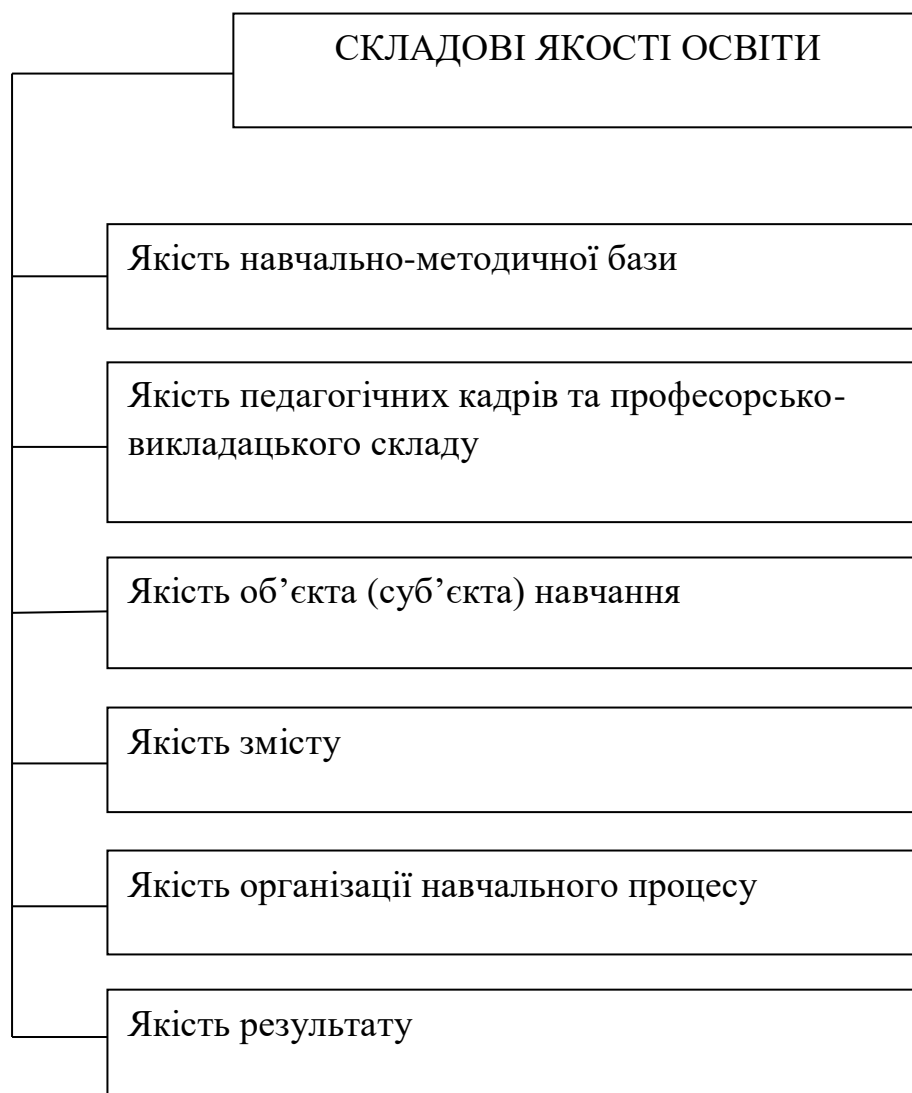 СКЛАДОВІ ЯКОСТІ ОСВІТИ
Якість навчально-методичної бази
Якість педагогічних кадрів та професорсько-
викладацького складу
Якість об’єкта (суб’єкта) навчання
Якість змісту
Якість організації навчального процесу
Якість результату